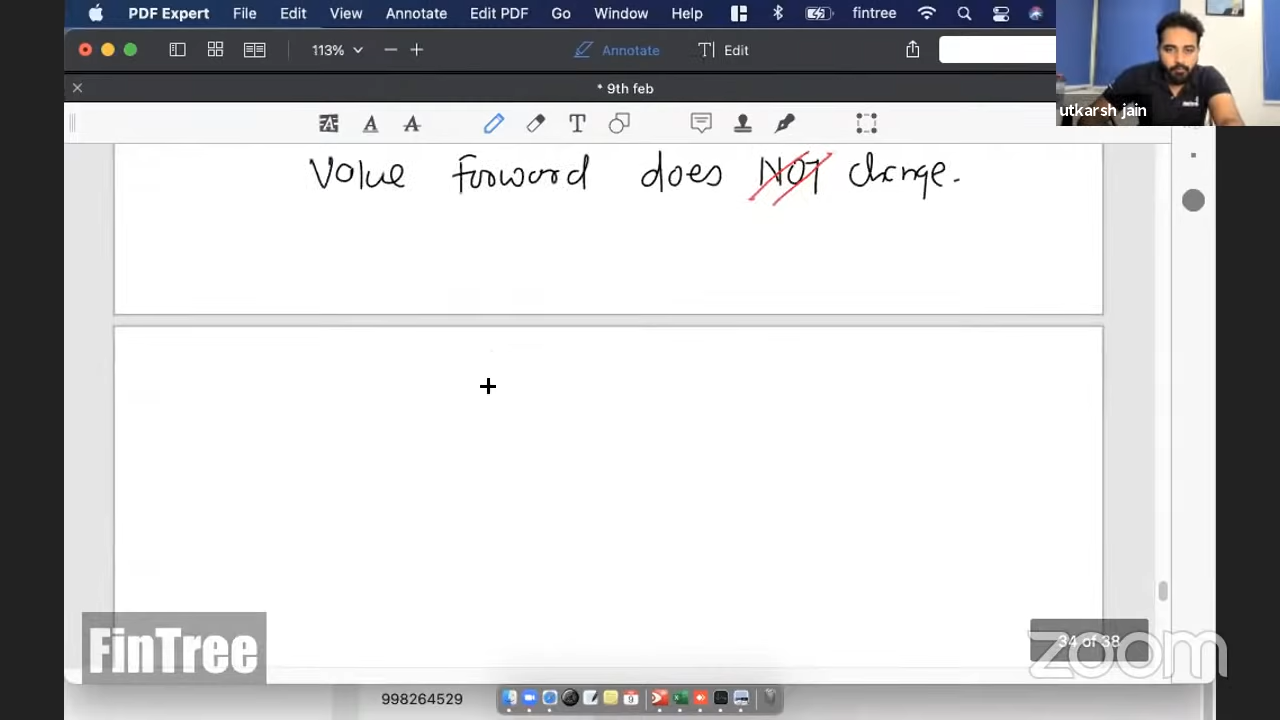 PDF Expert File Edit View Annotate Edit PDF Go Window Help fintree
113% Annotate T Edit
* 9th feb
utkarsh jain
Value Forward does NOT change.
34 of 38
FinTree
zoom
998264529